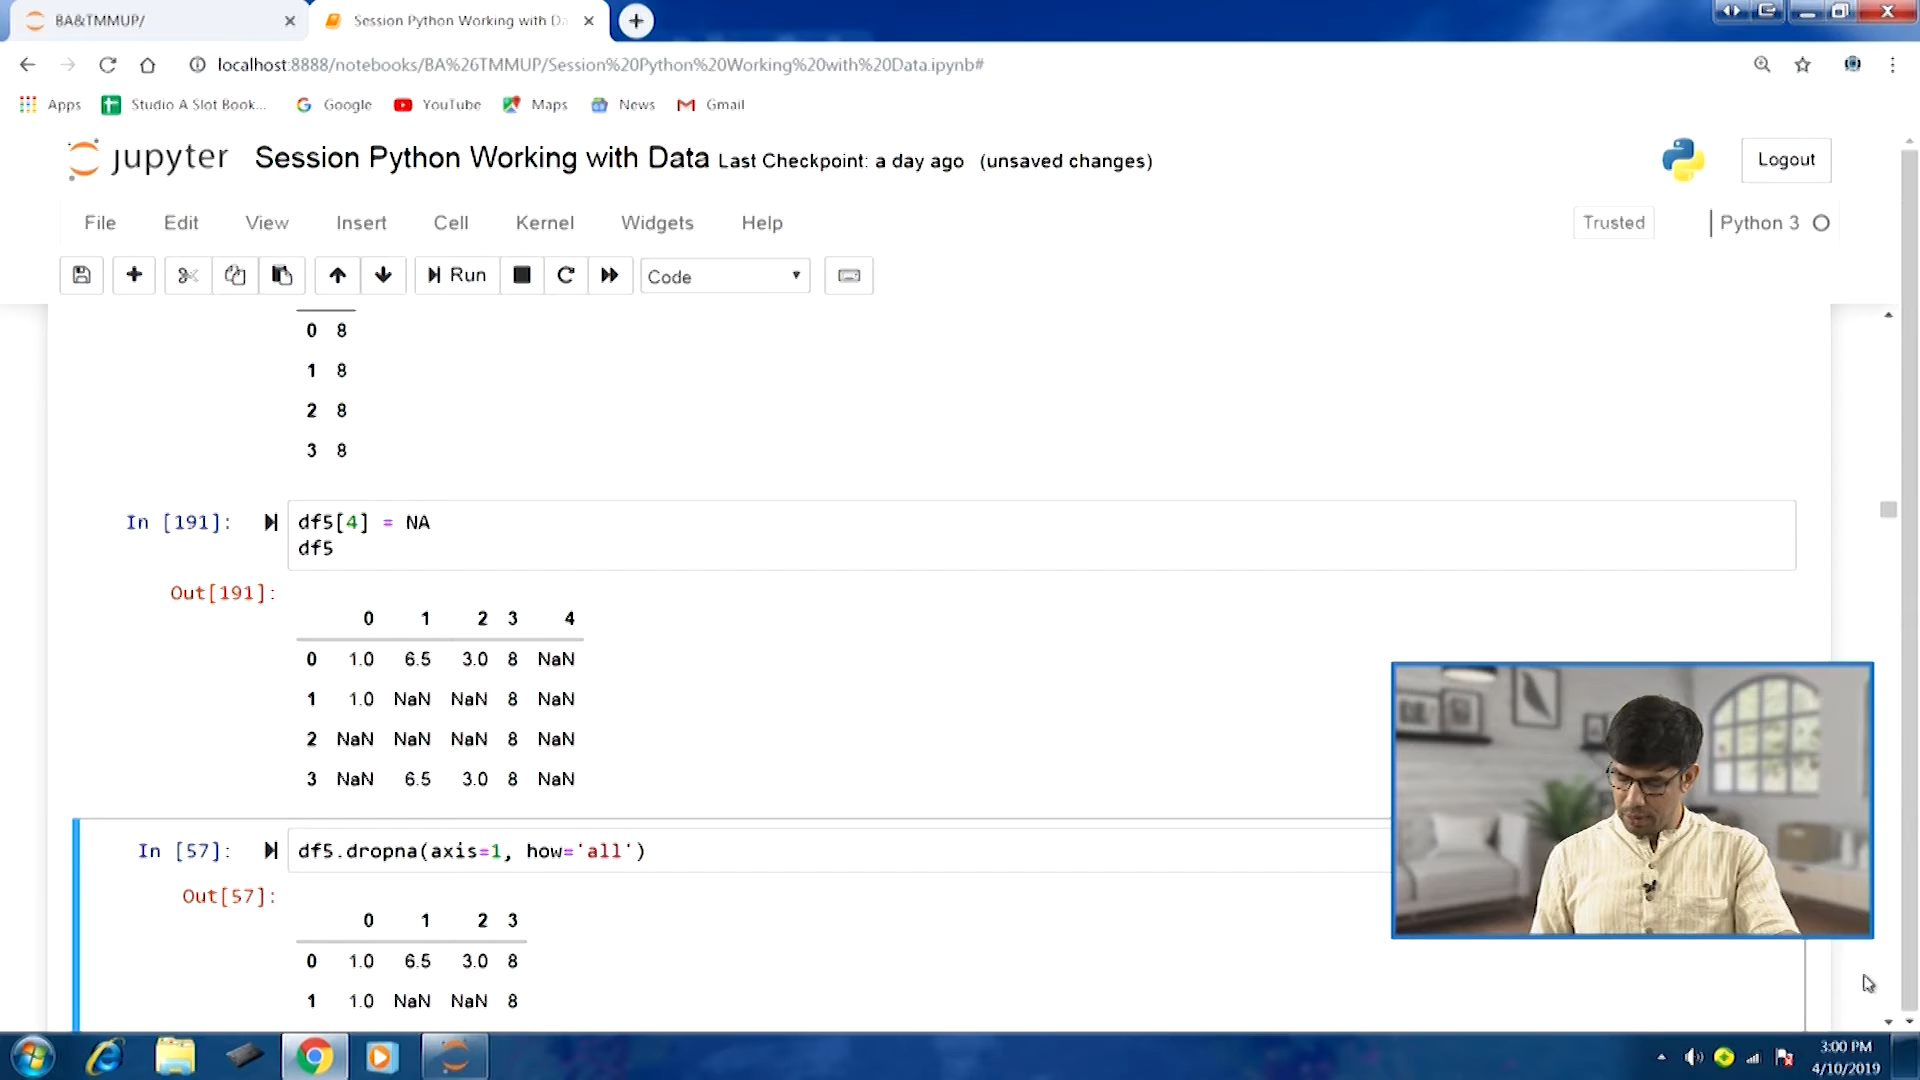 BA&TMMUP/
Session Python Working with Da
localhost:8888/notebooks/BA%26TMMUP/Session%20Python%20Working%20with%20Data.ipynb#
Apps Studio A Slot Book... Google YouTube Maps News Gmail
jupyter Session Python Working with Data Last Checkpoint: a day ago (unsaved changes)
Logout
File Edit View Insert Cell Kernel Widgets Help Trusted Python 3
Run Code
0 8
1 8
2 8
3 8
In [191]: df5[4] = NA
df5
Out[191]:
0 1 2 3 4
0 1.0 6.5 3.0 8 NaN
1 1.0 NaN NaN 8 NaN
2 NaN NaN NaN 8 NaN
3 NaN 6.5 3.0 8 NaN
In [57]: df5.dropna(axis=1, how='all')
Out[57]:
0 1 2 3
0 1.0 6.5 3.0 8
1 1.0 NaN NaN 8
3:00 PM
4/10/2019